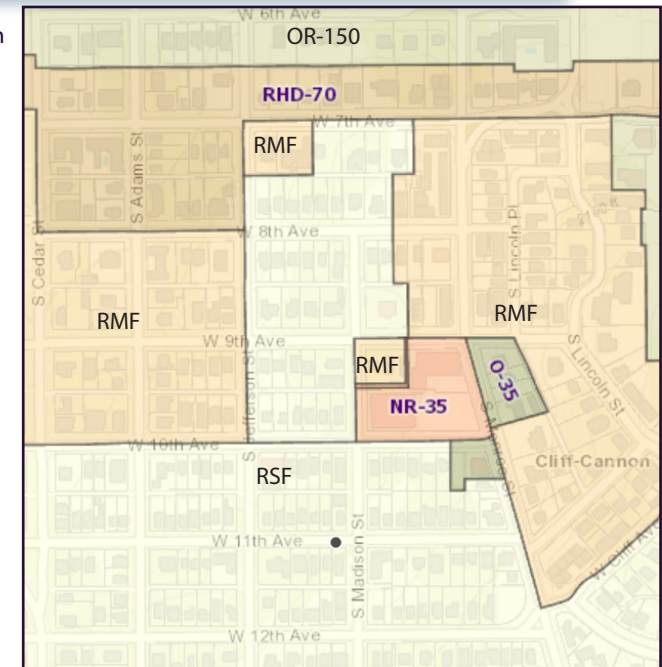 n
W 6th Ave
OR-150
RHD-70
W 7th Ave
RMF
S Adams St
S Cedar St
W 8th Ave
S Lincoln Pl
RMF
RMF
W 9th Ave
RMF
O-35
S Lincoln St
NR-35
S Jefferson St
S Monroe St
W 10th Ave
Cliff-Cannon
RSF
W 11th Ave
S Madison St
W Cliff Ave
W 12th Ave